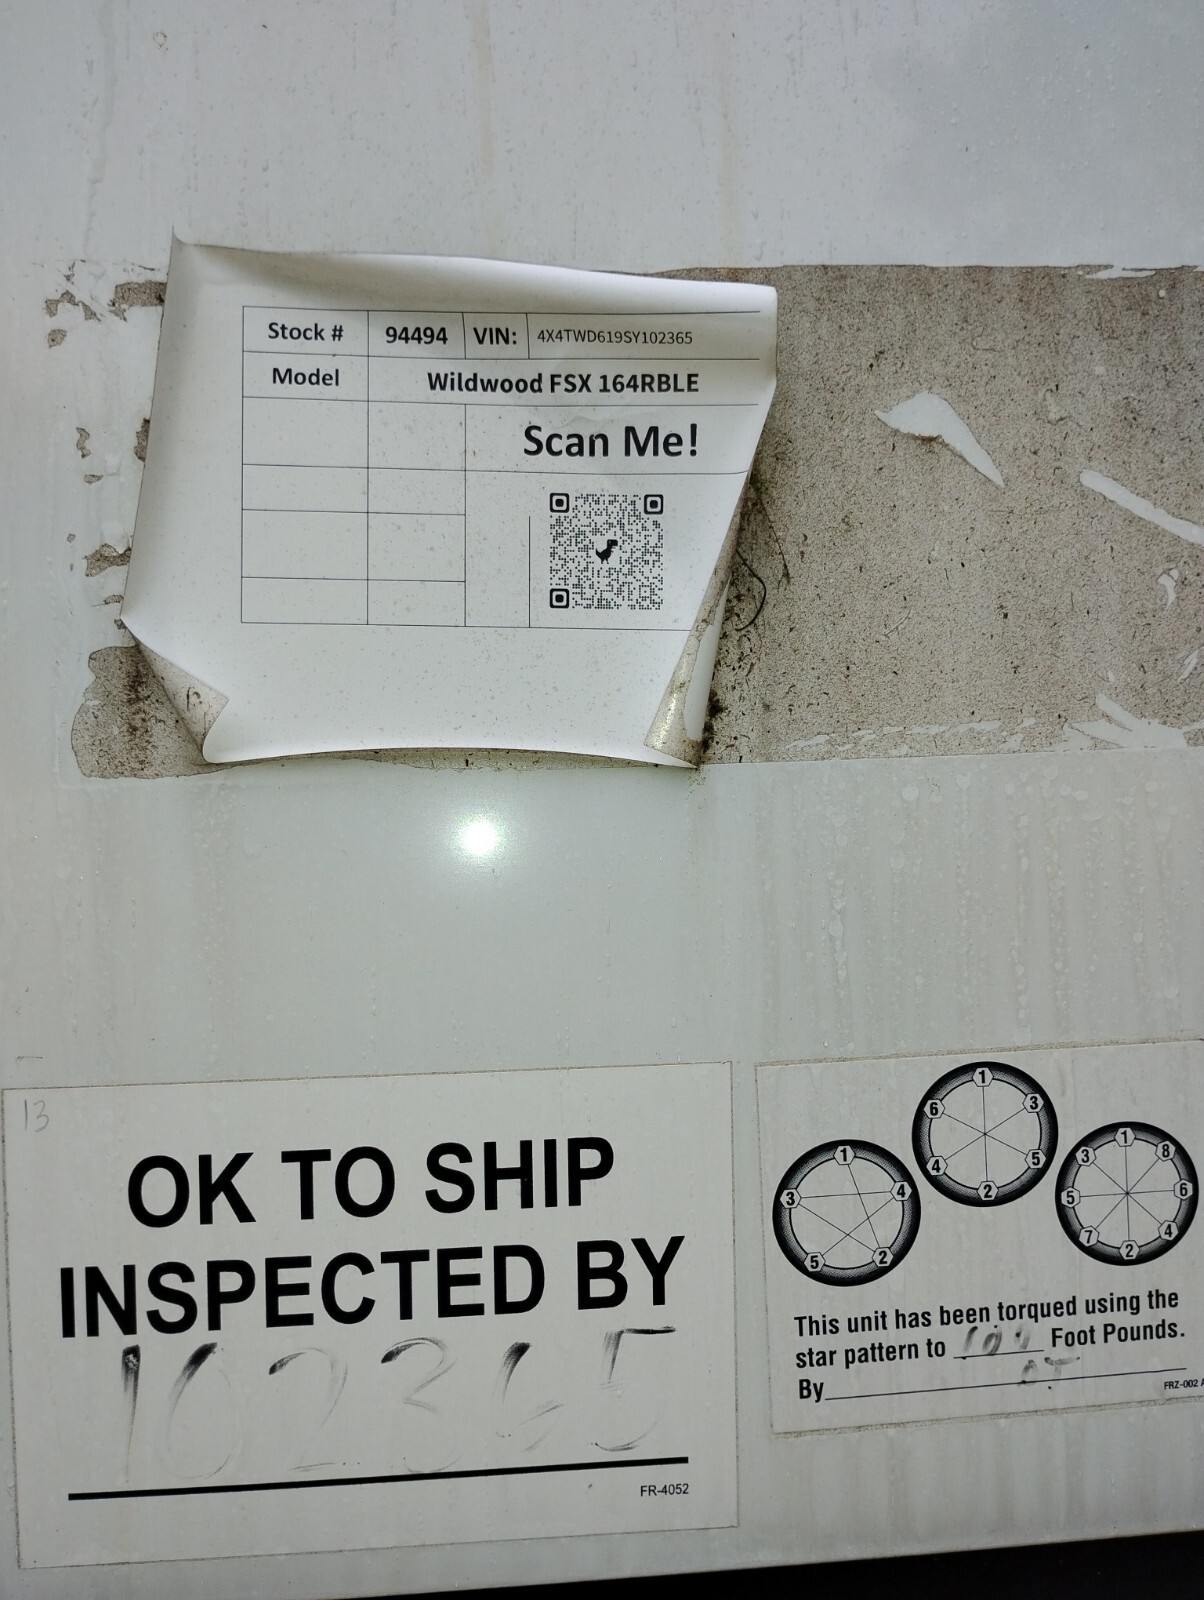 Stock # 94494 VIN: 4X4TWD619SY102365
Model Wildwood FSX 164RBLE
Scan Me!
13
OK TO SHIP
INSPECTED BY
102365
FR-4052
1
6 3
4 5
2
1
3 4
5 2
1
3 8
5 6
7 4
2
This unit has been torqued using the
star pattern to Foot Pounds.
By
FRZ-002 A